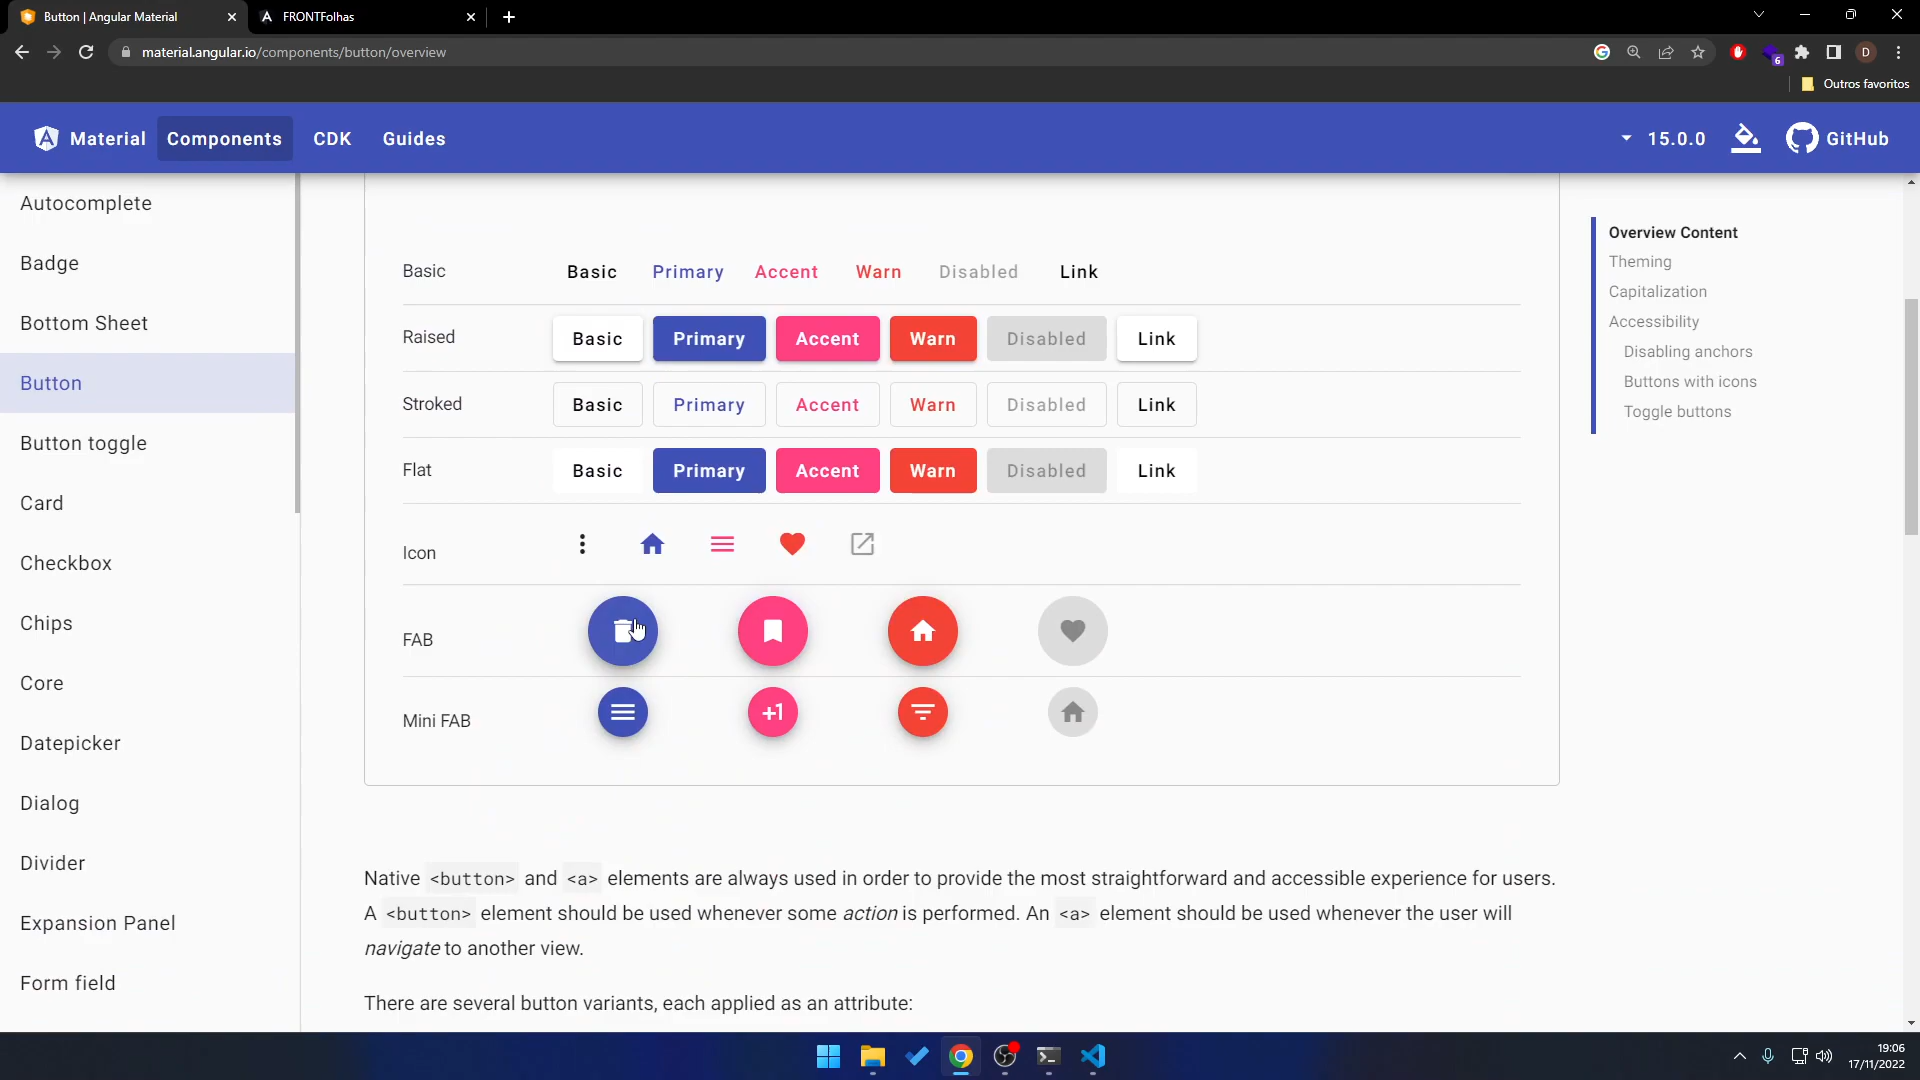 Button | Angular Material
FRONTFolhas
material.angular.io/components/button/overview
D
6
Outros favoritos
Material Components CDK Guides 15.0.0 GitHub
Autocomplete
Badge
Bottom Sheet
Button
Button toggle
Card
Checkbox
Chips
Core
Datepicker
Dialog
Divider
Expansion Panel
Form field
Basic Basic Primary Accent Warn Disabled Link
Raised Basic Primary Accent Warn Disabled Link
Stroked Basic Primary Accent Warn Disabled Link
Flat Basic Primary Accent Warn Disabled Link
Icon
FAB
Mini FAB +1
Native <button> and <a> elements are always used in order to provide the most straightforward and accessible experience for users.
A <button> element should be used whenever some action is performed. An <a> element should be used whenever the user will
navigate to another view.
There are several button variants, each applied as an attribute:
Overview Content
Theming
Capitalization
Accessibility
Disabling anchors
Buttons with icons
Toggle buttons
19:06
17/11/2022